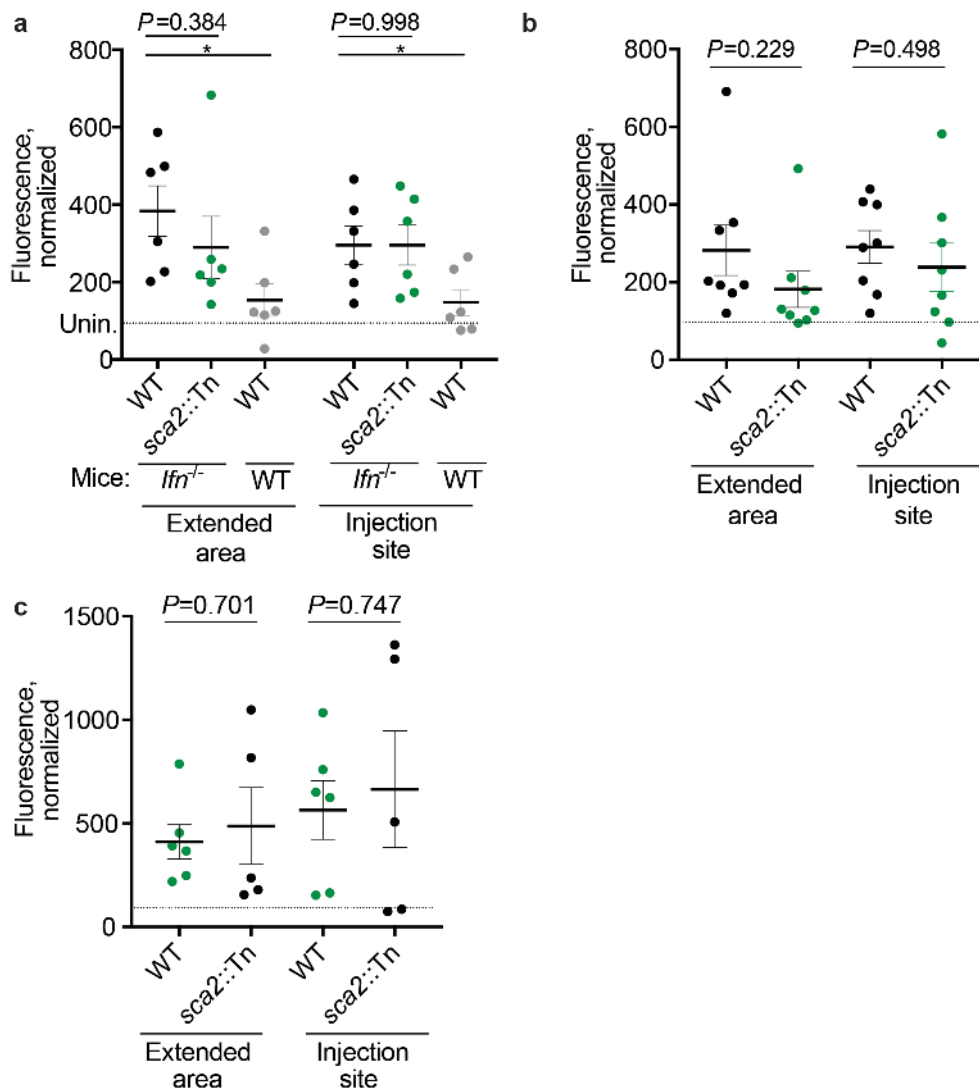 a
P=0.384
P=0.998
*
*
Fluorescence,
normalized
800
600
400
200
Unin.
0
WT
sca2::Tn
WT
WT
sca2::Tn
WT
Mice:
Ifn-/-
WT
Ifn-/-
WT
Extended
area
Injection
site
b
P=0.229
P=0.498
Fluorescence,
normalized
800
600
400
200
0
WT
sca2::Tn
WT
sca2::Tn
Extended
area
Injection
site
c
P=0.701
P=0.747
Fluorescence,
normalized
1500
1000
500
0
WT
sca2::Tn
WT
sca2::Tn
Extended
area
Injection
site